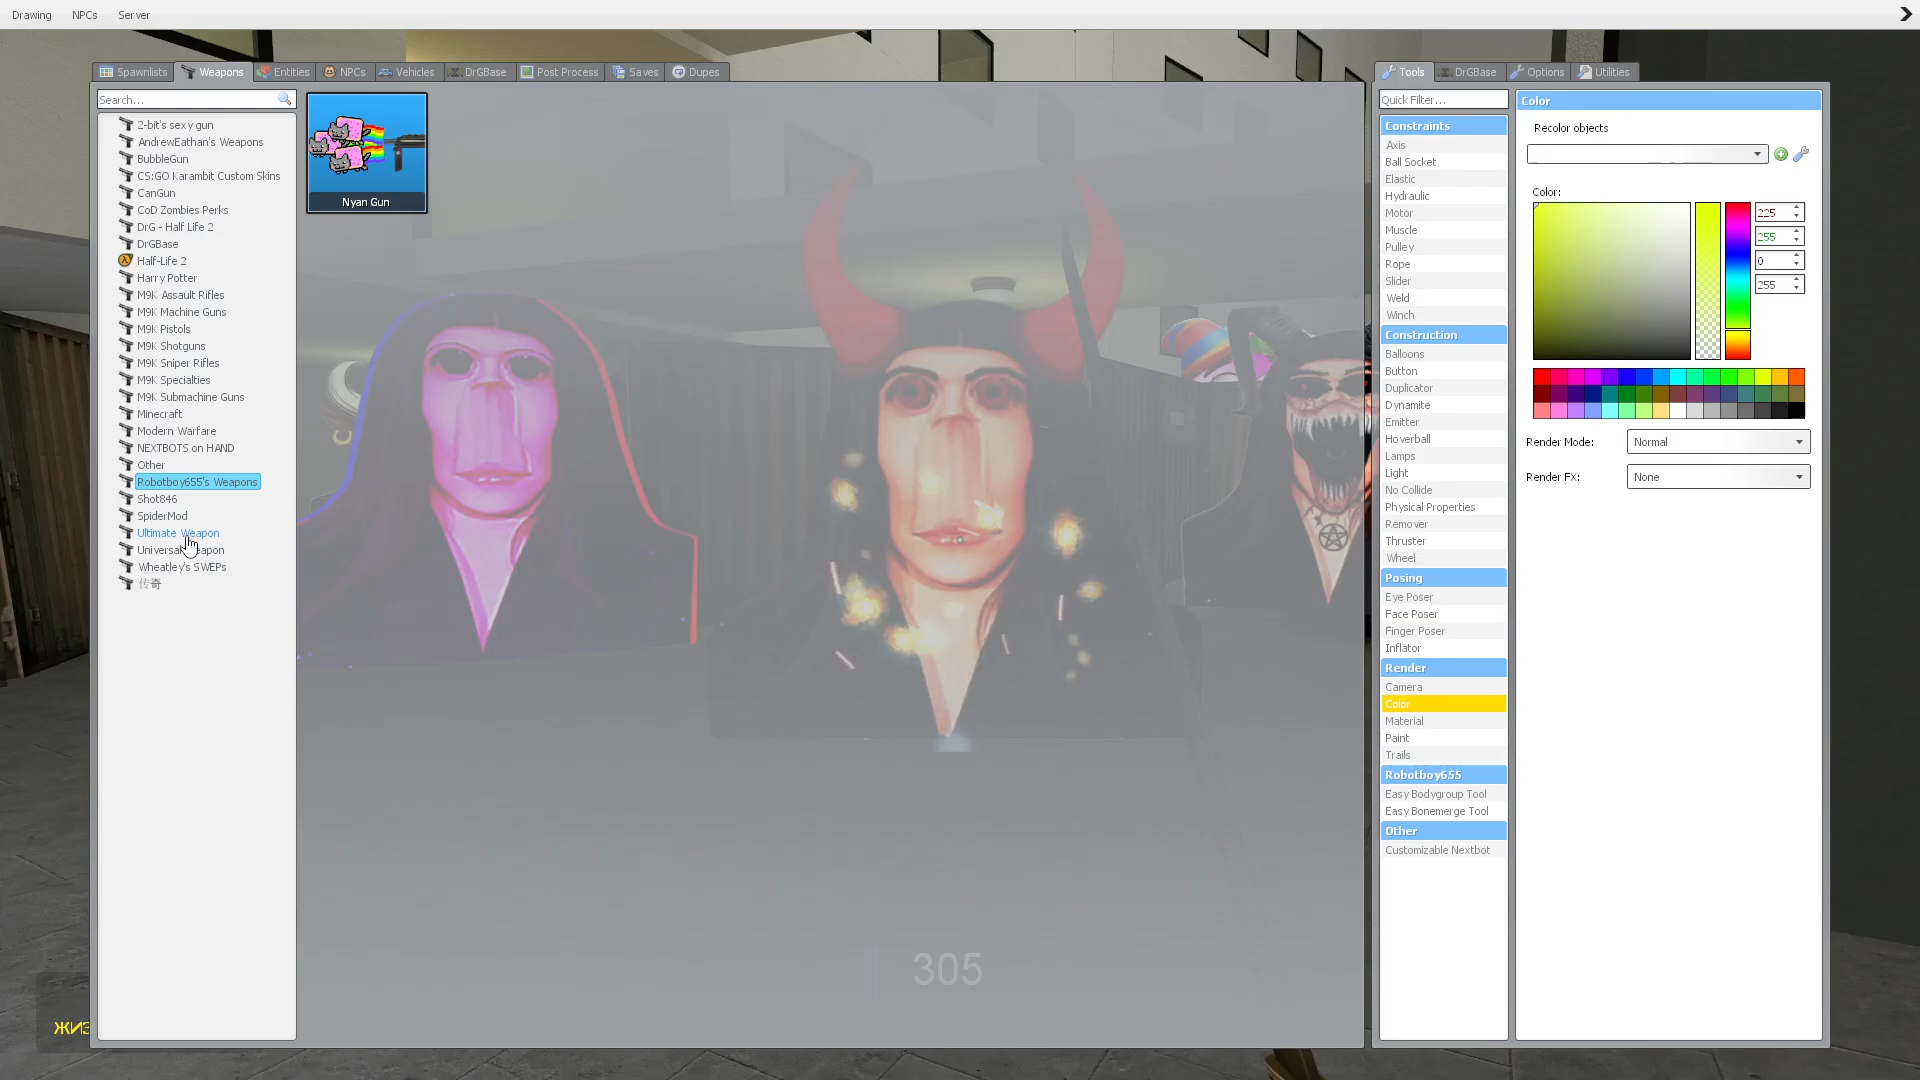 Drawing NPCs Server
Spawnlists Weapons Entities NPCs Vehicles DrGBase Post Process Saves Dupes
Search...
2-bit's sexy gun
AndrewEathan's Weapons
BubbleGun
CS:GO Karambit Custom Skins
CanGun
CoD Zombies Perks
DrG - Half Life 2
DrGBase
Half-Life 2
Harry Potter
M9K Assault Rifles
M9K Machine Guns
M9K Pistols
M9K Shotguns
M9K Sniper Rifles
M9K Specialties
M9K Submachine Guns
Minecraft
Modern Warfare
NEXTBOTS on HAND
Other
Robotboy655's Weapons
Shot846
SpiderMod
Ultimate Weapon
Wheatley's SWEPs
传奇
Nyan Gun
305
ЖИЗ
Tools DrGBase Options Utilities
Quick Filter...
Constraints
Axis
Ball Socket
Elastic
Hydraulic
Motor
Muscle
Pulley
Rope
Slider
Weld
Winch
Construction
Balloons
Button
Duplicator
Dynamite
Emitter
Hoverball
Lamps
Light
No Collide
Physical Properties
Remover
Thruster
Wheel
Posing
Eye Poser
Face Poser
Finger Poser
Inflator
Render
Camera
Color
Material
Paint
Trails
Robotboy655
Easy Bodygroup Tool
Easy Bonemerge Tool
Other
Customizable Nextbot
Color
Recolor objects
Color:
225
255
0
255
Render Mode: Normal
Render FX: None